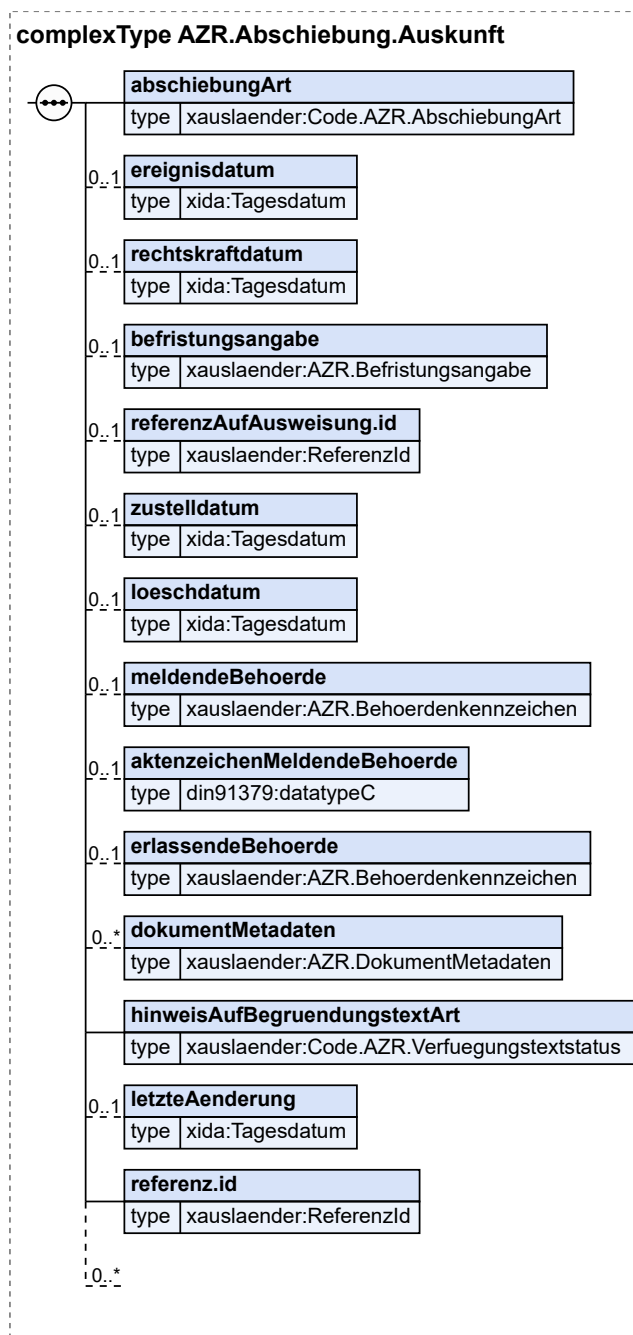 complexType AZR.Abschiebung.Auskunft
abschiebungArt
type xauslaender:Code.AZR.AbschiebungArt
0..1 ereignisdatum
type xida:Tagesdatum
0..1 rechtskraftdatum
type xida:Tagesdatum
0..1 befristungsangabe
type xauslaender:AZR.Befristungsangabe
0..1 referenzAufAusweisung.id
type xauslaender:ReferenzId
0..1 zustelldatum
type xida:Tagesdatum
0..1 loeschdatum
type xida:Tagesdatum
0..1 meldendeBehoerde
type xauslaender:AZR.Behoerdenkennzeichen
0..1 aktenzeichenMeldendeBehoerde
type din91379:datatypeC
0..1 erlassendeBehoerde
type xauslaender:AZR.Behoerdenkennzeichen
0..* dokumentMetadaten
type xauslaender:AZR.DokumentMetadaten
hinweisAufBegruendungstextArt
type xauslaender:Code.AZR.Verfuegungstextstatus
0..1 letzteAenderung
type xida:Tagesdatum
referenz.id
type xauslaender:ReferenzId
0..*